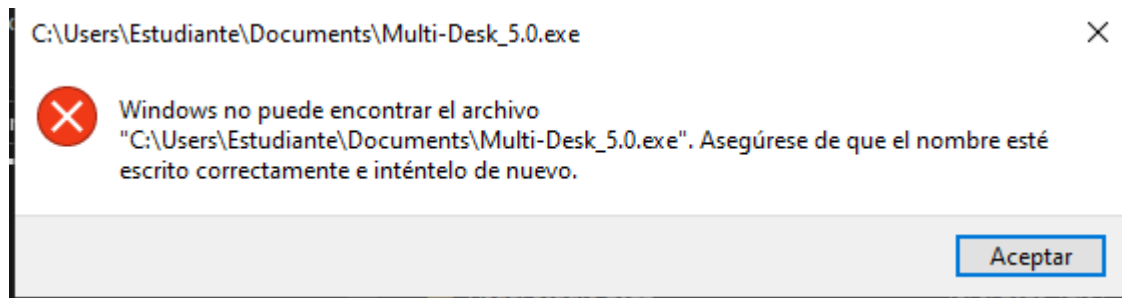 C:\Users\Estudiante\Documents\Multi-Desk_5.0.exe
Windows no puede encontrar el archivo
"C:\Users\Estudiante\Documents\Multi-Desk_5.0.exe". Asegúrese de que el nombre esté
escrito correctamente e inténtelo de nuevo.
Aceptar